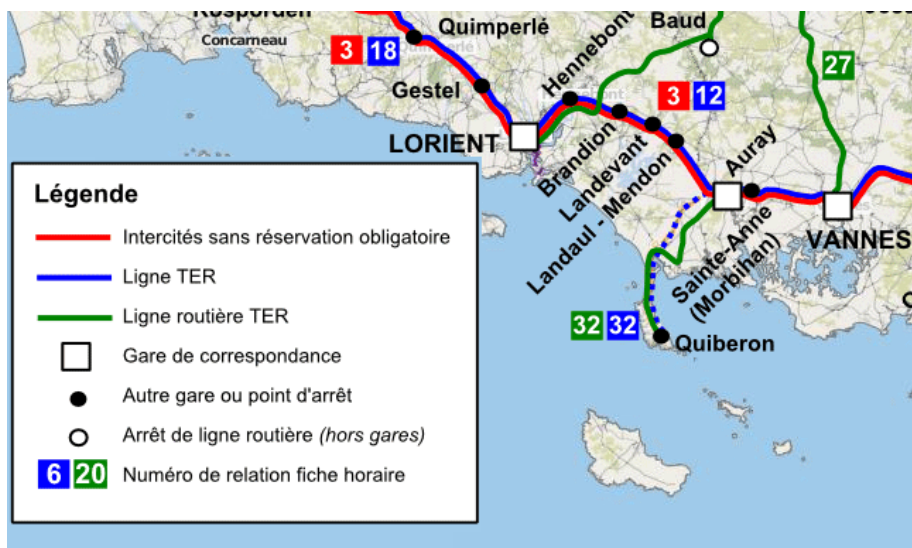 Rosporden
Concarneau
Quimperlé
3 18
Gestel
LORIENT
Hennebont
Baud
27
3 12
Brandion
Landevant
Landaul - Mendon
Auray
Sainte-Anne
(Morbihan)
VANNES
32 32
Quiberon
Légende
Intercités sans réservation obligatoire
Ligne TER
Ligne routière TER
Gare de correspondance
Autre gare ou point d'arrêt
Arrêt de ligne routière (hors gares)
6 20 Numéro de relation fiche horaire